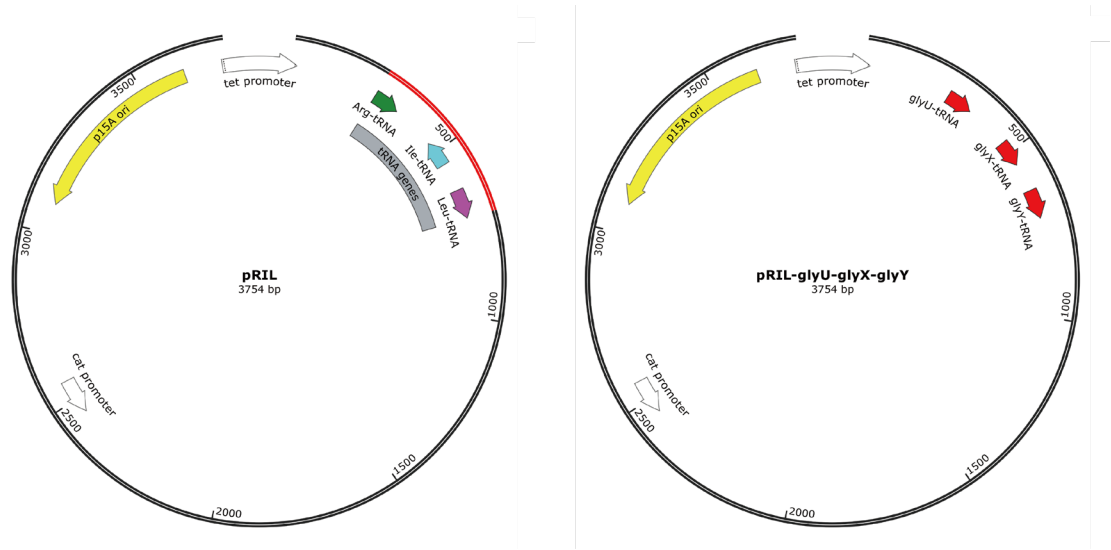 3500
p15A ori
tet promoter
Arg-tRNA
500
Ile-tRNA
tRNA genes
Leu-tRNA
3000
pRIL
3754 bp
1000
cat promoter
2500
1500
2000
3500
p15A ori
tet promoter
glyU-tRNA
500
glyX-tRNA
glyY-tRNA
3000
pRIL-glyU-glyX-glyY
3754 bp
1000
cat promoter
2500
1500
2000